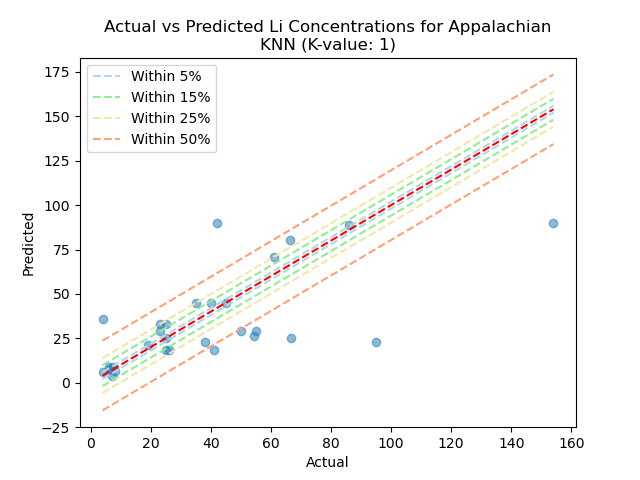 Actual vs Predicted Li Concentrations for Appalachian
KNN (K-value: 1)
Within 5%
Within 15%
Within 25%
Within 50%
175
150
125
100
75
50
25
0
−25
Predicted
0 20 40 60 80 100 120 140 160
Actual